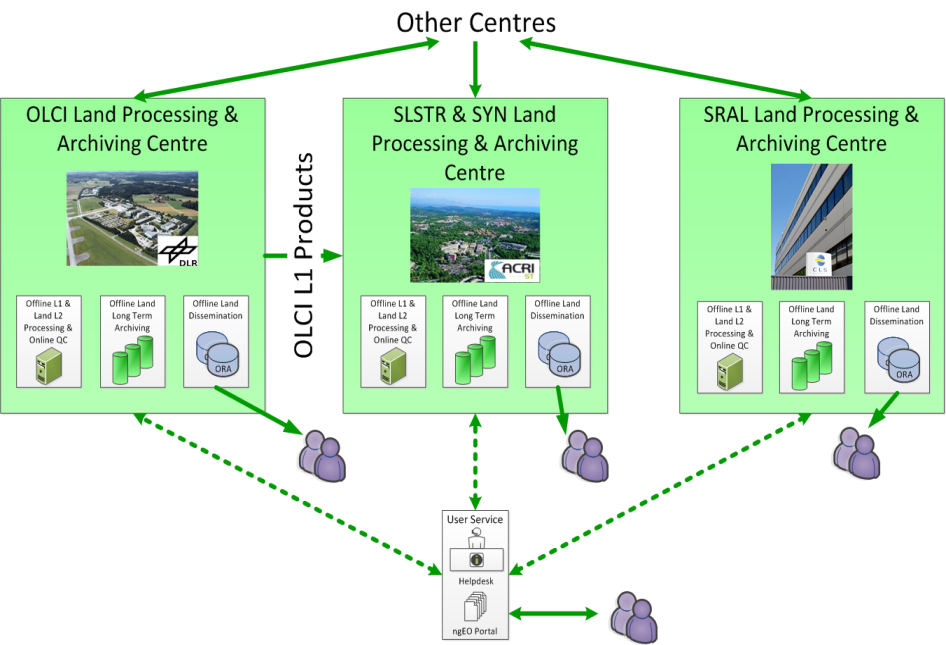 Other Centres
OLCI Land Processing &
Archiving Centre
DLR
Offline L1 &
Land L2
Processing &
Online QC
Offline Land
Long Term
Archiving
Offline Land
Dissemination
ORA
OLCI L1 Products
SLSTR & SYN Land
Processing & Archiving
Centre
ACRI
ST
Offline L1 &
Land L2
Processing &
Online QC
Offline Land
Long Term
Archiving
Offline Land
Dissemination
ORA
SRAL Land Processing &
Archiving Centre
CLS
Offline L1 &
Land L2
Processing &
Online QC
Offline Land
Long Term
Archiving
Offline Land
Dissemination
ORA
User Service
Helpdesk
ngEO Portal